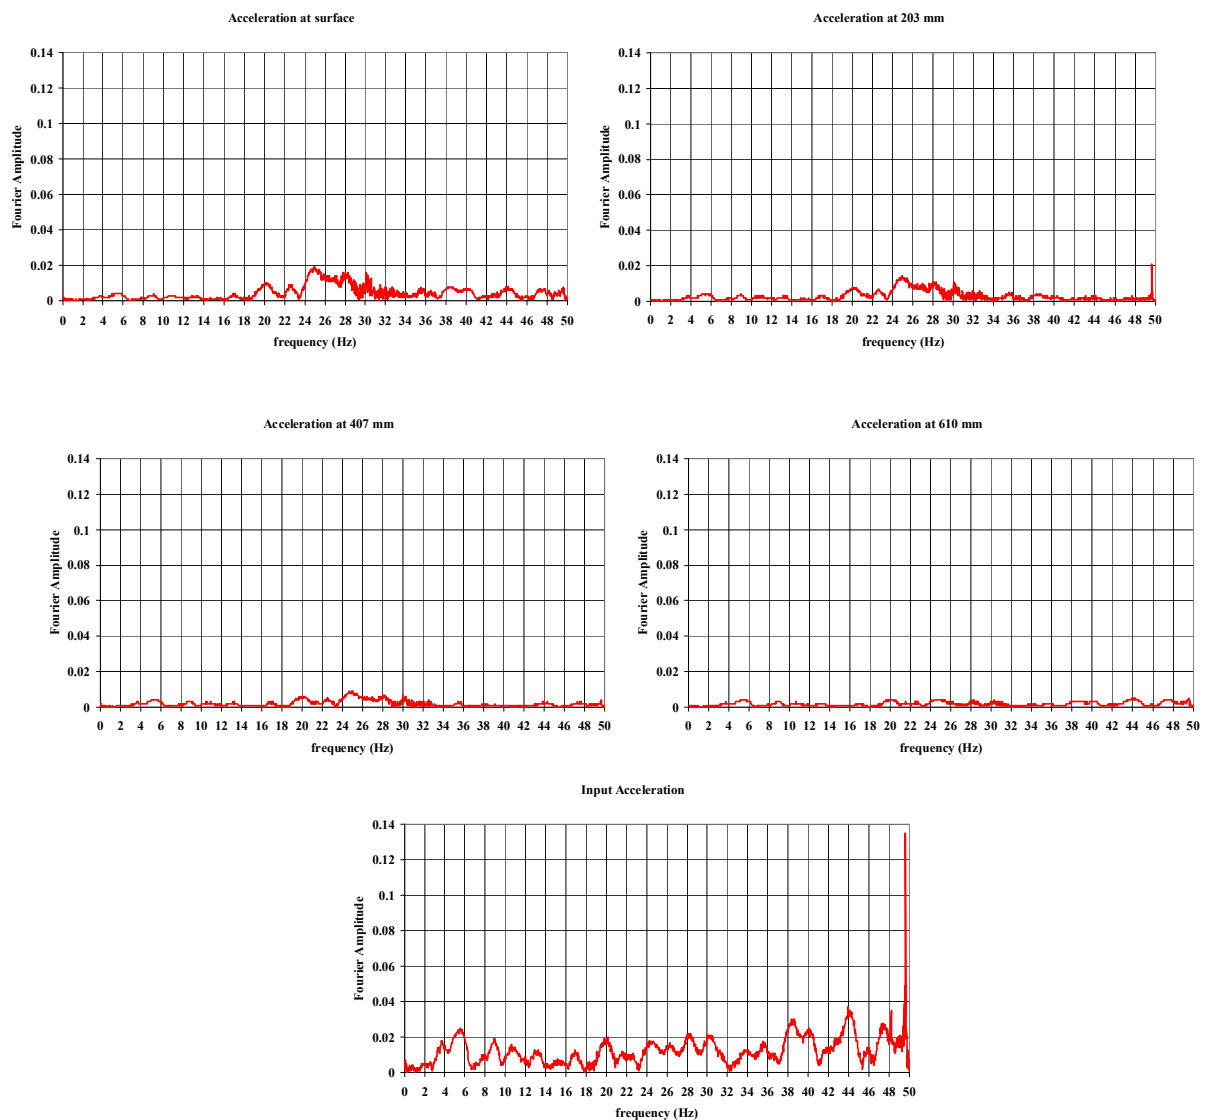 Acceleration at surface
0.14
0.12
0.1
0.08
0.06
0.04
0.02
0
Fourier Amplitude
0 2 4 6 8 10 12 14 16 18 20 22 24 26 28 30 32 34 36 38 40 42 44 46 48 50
frequency (Hz)
Acceleration at 203 mm
0.14
0.12
0.1
0.08
0.06
0.04
0.02
0
Fourier Amplitude
0 2 4 6 8 10 12 14 16 18 20 22 24 26 28 30 32 34 36 38 40 42 44 46 48 50
frequency (Hz)
Acceleration at 407 mm
0.14
0.12
0.1
0.08
0.06
0.04
0.02
0
Fourier Amplitude
0 2 4 6 8 10 12 14 16 18 20 22 24 26 28 30 32 34 36 38 40 42 44 46 48 50
frequency (Hz)
Acceleration at 610 mm
0.14
0.12
0.1
0.08
0.06
0.04
0.02
0
Fourier Amplitude
0 2 4 6 8 10 12 14 16 18 20 22 24 26 28 30 32 34 36 38 40 42 44 46 48 50
frequency (Hz)
Input Acceleration
0.14
0.12
0.1
0.08
0.06
0.04
0.02
0
Fourier Amplitude
0 2 4 6 8 10 12 14 16 18 20 22 24 26 28 30 32 34 36 38 40 42 44 46 48 50
frequency (Hz)